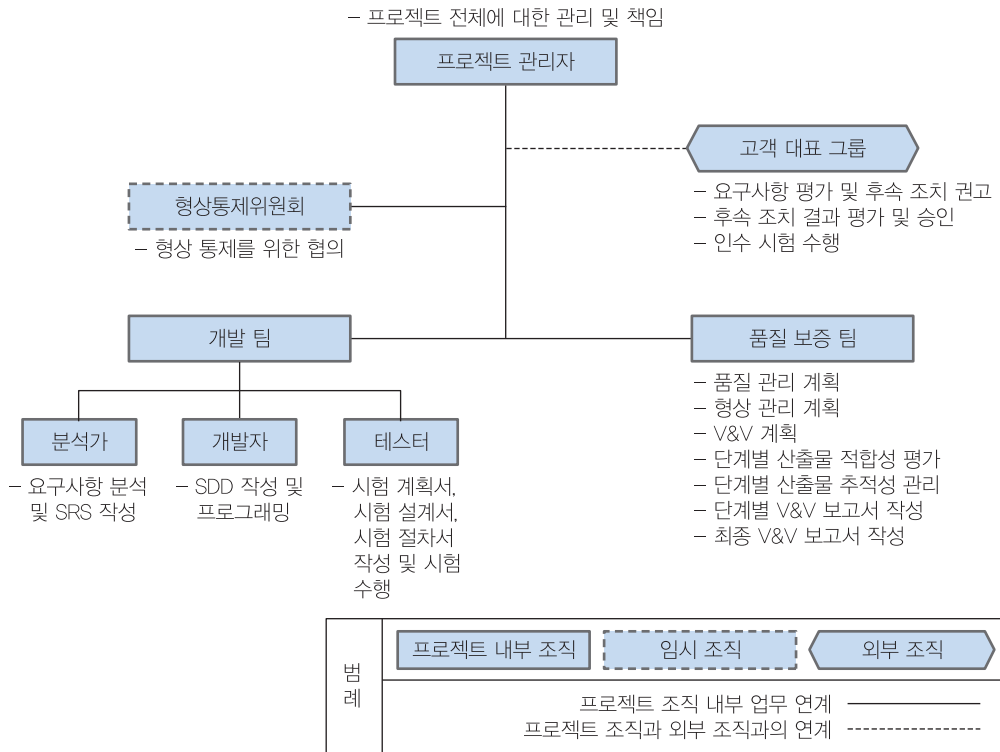 – 프로젝트 전체에 대한 관리 및 책임
프로젝트 관리자
고객 대표 그룹
– 요구사항 평가 및 후속 조치 권고
– 후속 조치 결과 평가 및 승인
– 인수 시험 수행
형상통제위원회
– 형상 통제를 위한 협의
개발 팀
품질 보증 팀
– 품질 관리 계획
– 형상 관리 계획
– V&V 계획
– 단계별 산출물 적합성 평가
– 단계별 산출물 추적성 관리
– 단계별 V&V 보고서 작성
– 최종 V&V 보고서 작성
분석가
– 요구사항 분석
및 SRS 작성
개발자
– SDD 작성 및
프로그래밍
테스터
– 시험 계획서,
시험 설계서,
시험 절차서
작성 및 시험
수행
범
례
프로젝트 내부 조직
임시 조직
외부 조직
프로젝트 조직 내부 업무 연계
프로젝트 조직과 외부 조직과의 연계